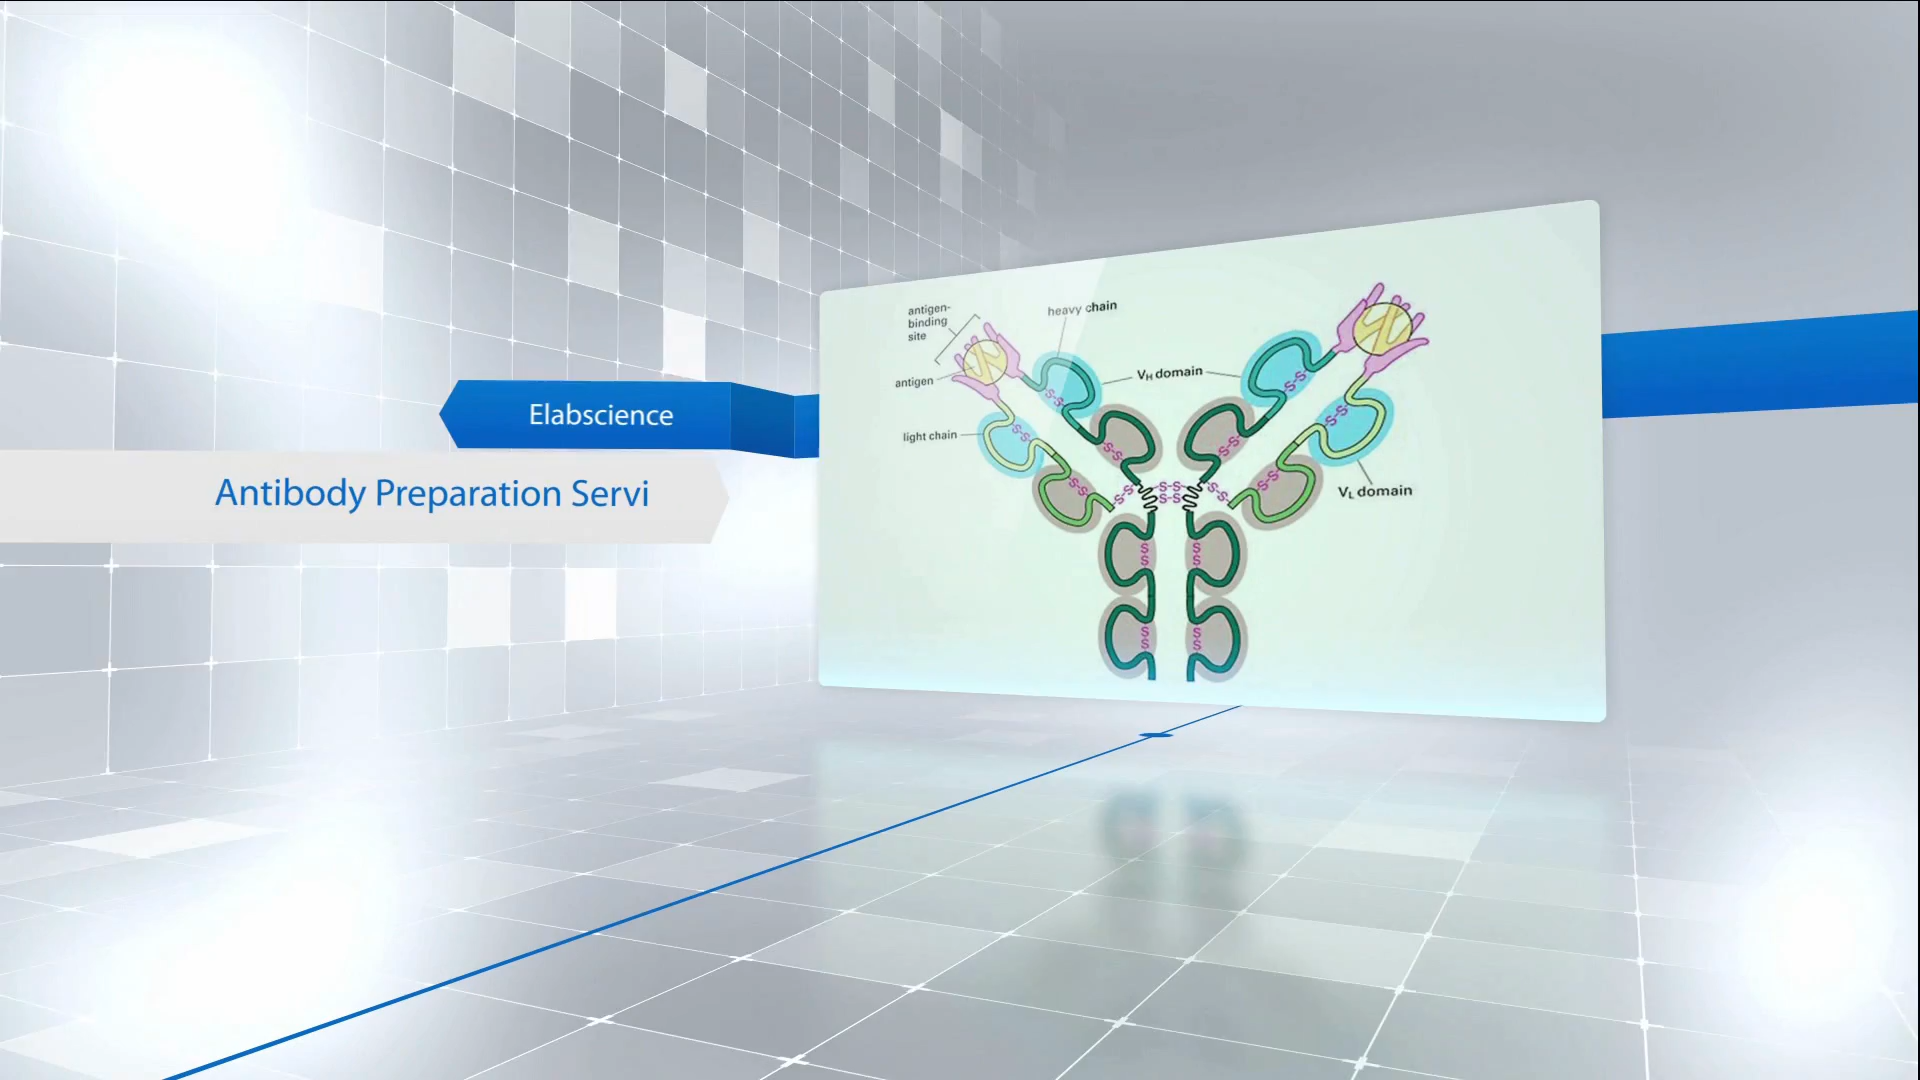 Elabscience
Antibody Preparation Servi
antigen-
binding
site
heavy chain
antigen
VH domain
light chain
VL domain
S-S
S-S
S-S
S-S
S-S
S-S
S-S
S-S
S-S
S-S
S-S
S-S
S
S
S
S
S
S
S
S